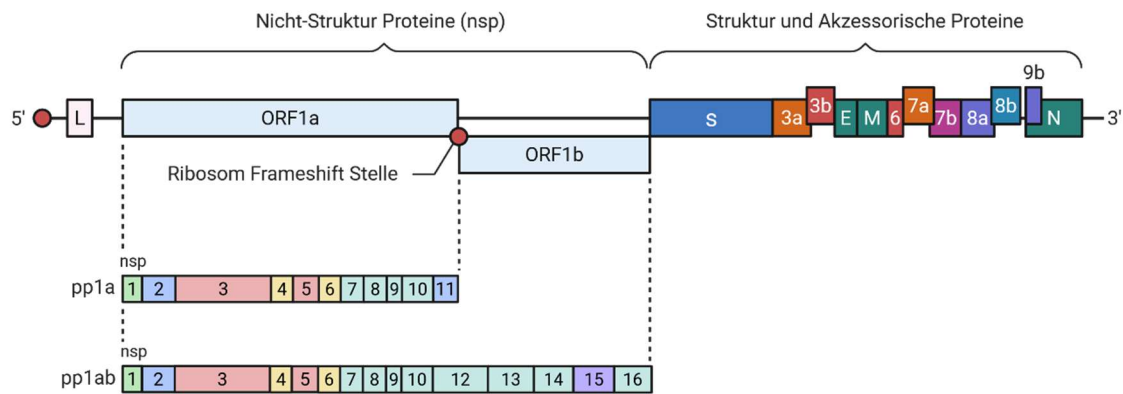 Nicht-Struktur Proteine (nsp)
Struktur und Akzessorische Proteine
5' L ORF1a S 3a 3b E M 6 7a 7b 8a 8b 9b N 3'
ORF1b
Ribosom Frameshift Stelle
nsp
pp1a 1 2 3 4 5 6 7 8 9 10 11
nsp
pp1ab 1 2 3 4 5 6 7 8 9 10 12 13 14 15 16